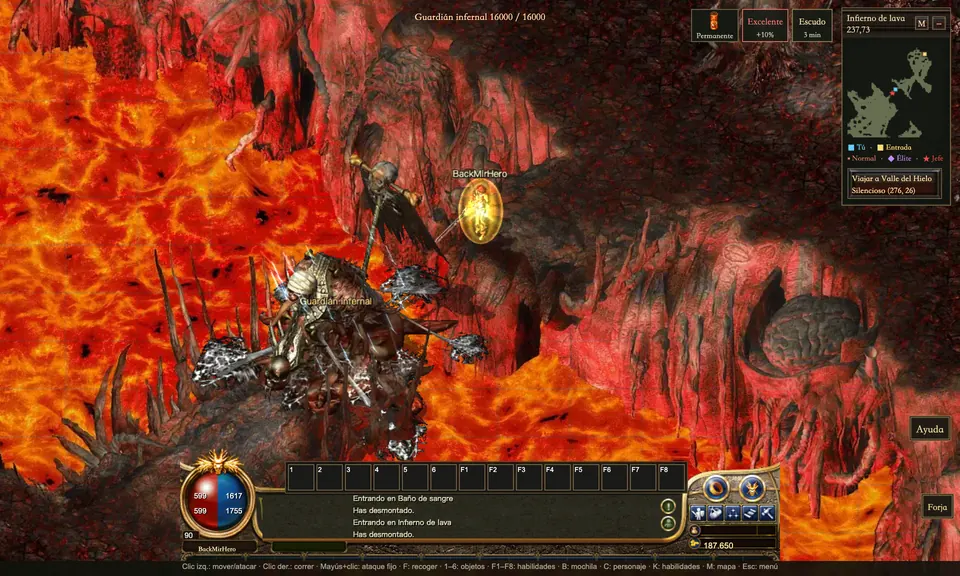 Guardián infernal 16000 / 16000
Permanente
Excelente
+10%
Escudo
3 min
Infierno de lava
237,73
M
–
Tú · Entrada
Normal · Élite · Jefe
Viajar a Valle del Hielo
Silencioso (276, 26)
BackMirHero
Guardián infernal
Ayuda
1 2 3 4 5 6 F1 F2 F3 F4 F5 F6 F7 F8
599 1617
599 1755
90
BackMirHero
Entrando en Baño de sangre
Has desmontado.
Entrando en Infierno de lava
Has desmontado.
Forja
187.650
Clic izq.: mover/atacar · Clic der.: correr · Mayús+clic: ataque fijo · F: recoger · 1–6: objetos · F1–F8: habilidades · B: mochila · C: personaje · K: habilidades · M: mapa · Esc: menú